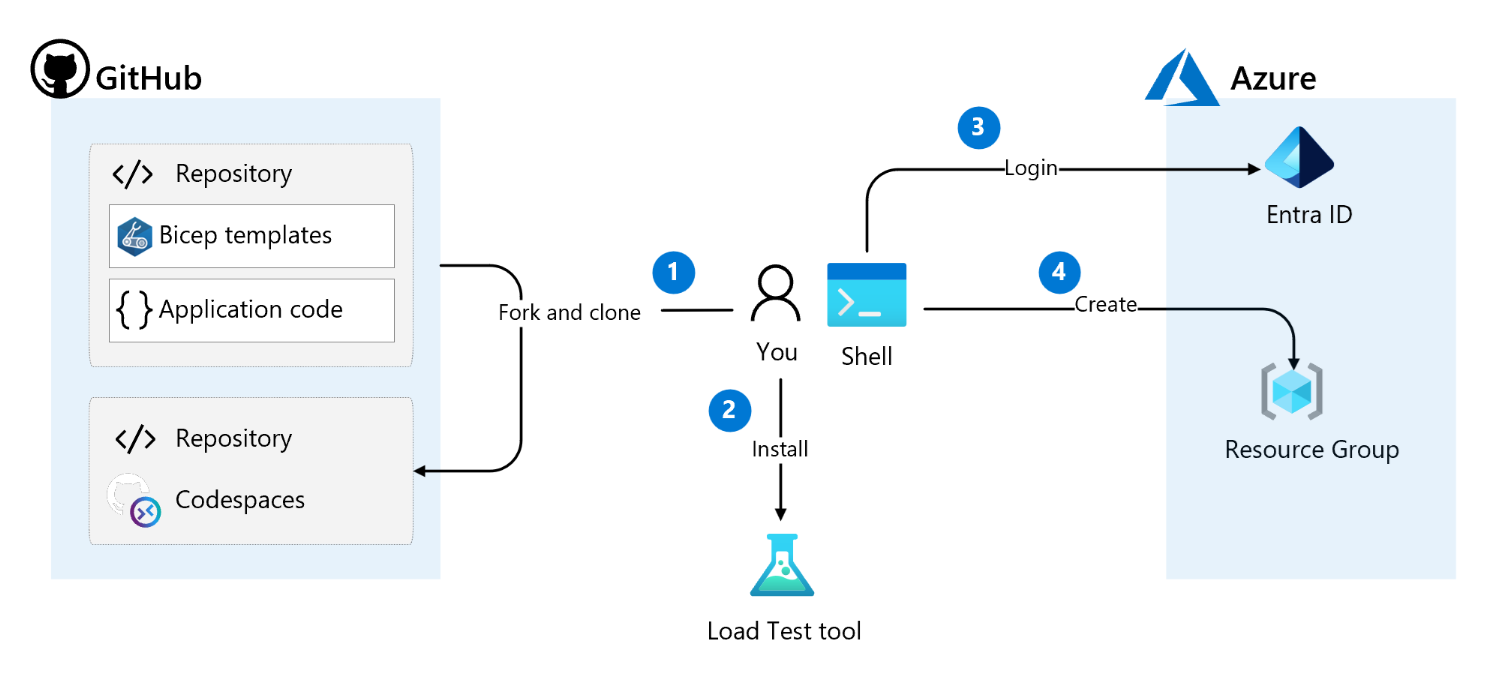 GitHub
Repository
Bicep templates
Application code
Repository
Codespaces
1
Fork and clone
You
Shell
2
Install
Load Test tool
3
Login
4
Create
Azure
Entra ID
Resource Group